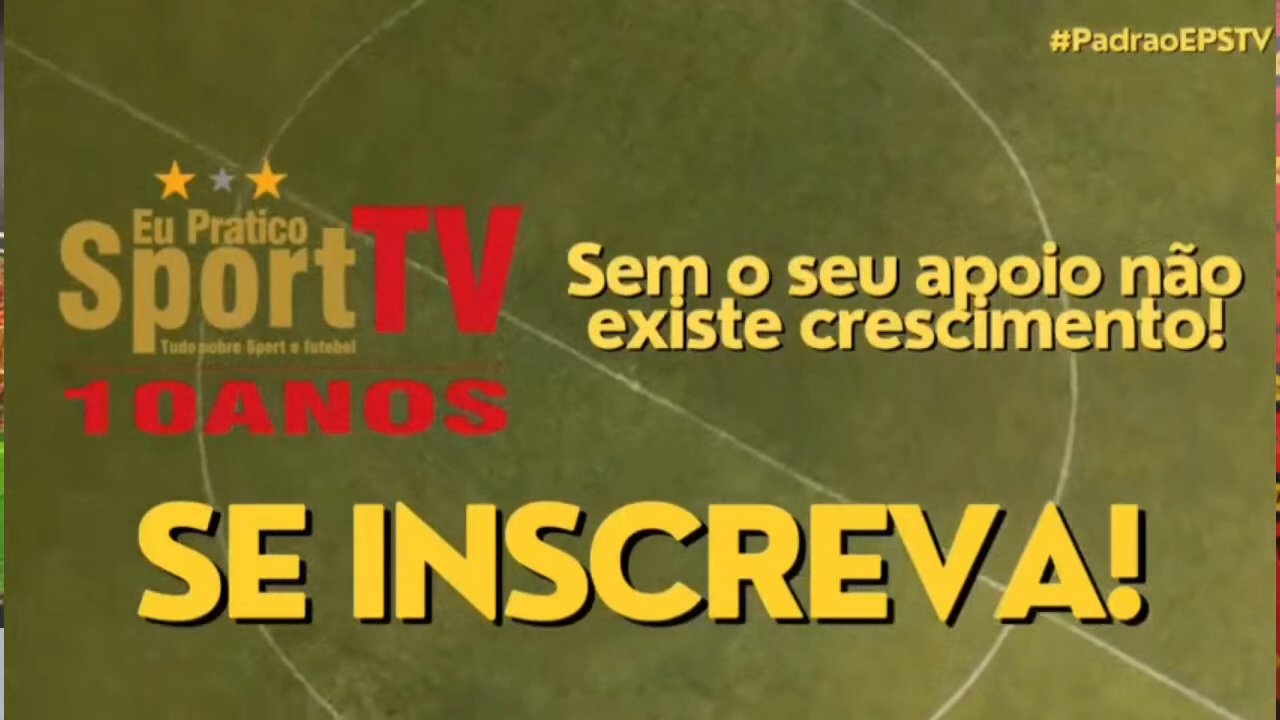 #PadraoEPSTV
Eu Pratico
SportTV
Tudo sobre Sport e futebol
10ANOS
Sem o seu apoio não
existe crescimento!
SE INSCREVA!